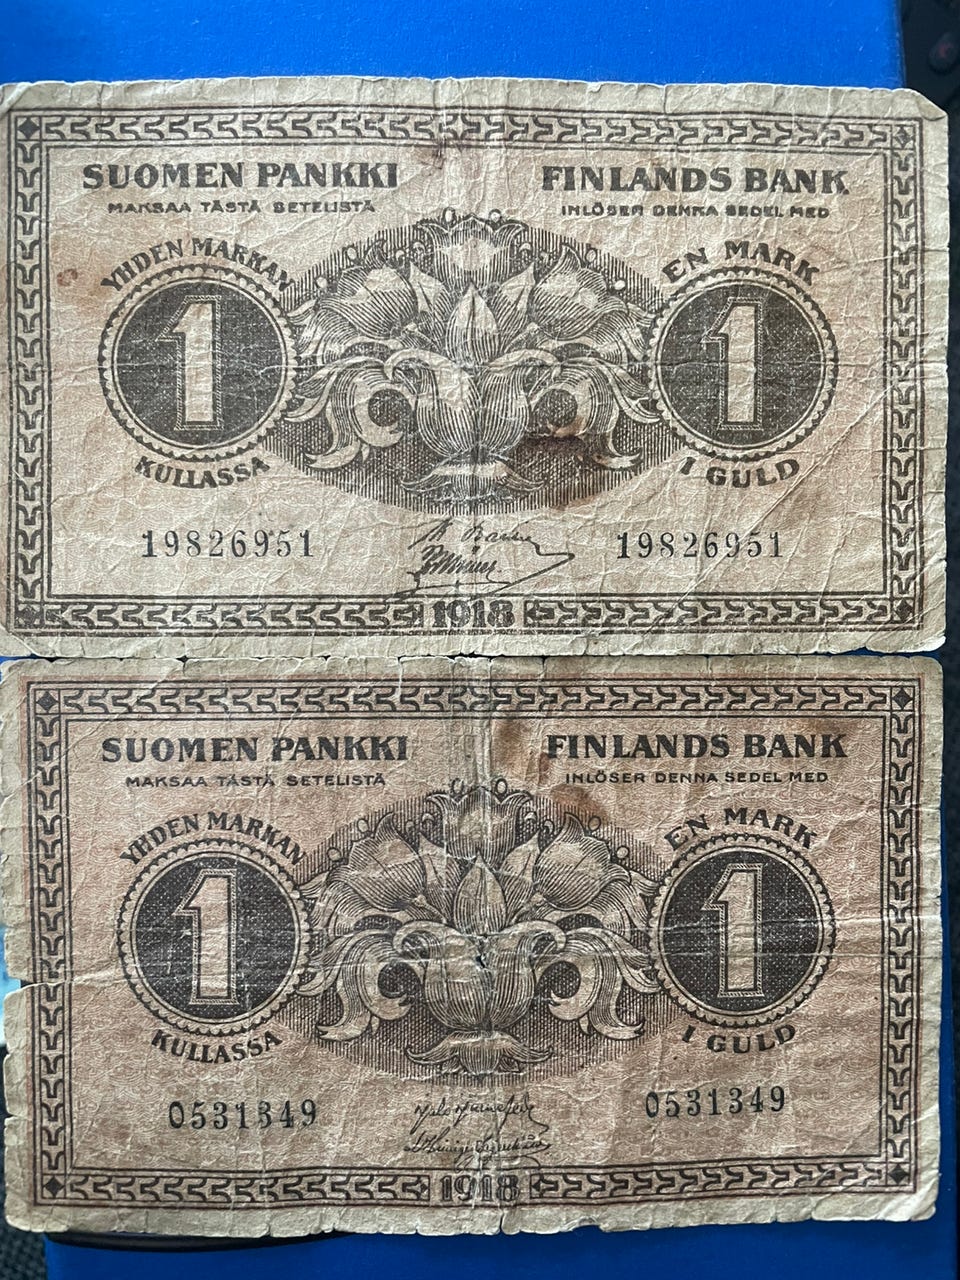 SUOMEN PANKKI
MAKSAA TÄSTÄ SETELISTÄ
FINLANDS BANK
INLÖSER DENNA SEDEL MED
YHDEN MARKAN
1
KULLASSA
EN MARK
1
I GULD
19826951
19826951
1918
SUOMEN PANKKI
MAKSAA TÄSTÄ SETELISTÄ
FINLANDS BANK
INLÖSER DENNA SEDEL MED
YHDEN MARKAN
1
KULLASSA
EN MARK
1
I GULD
0531349
0531349
1918